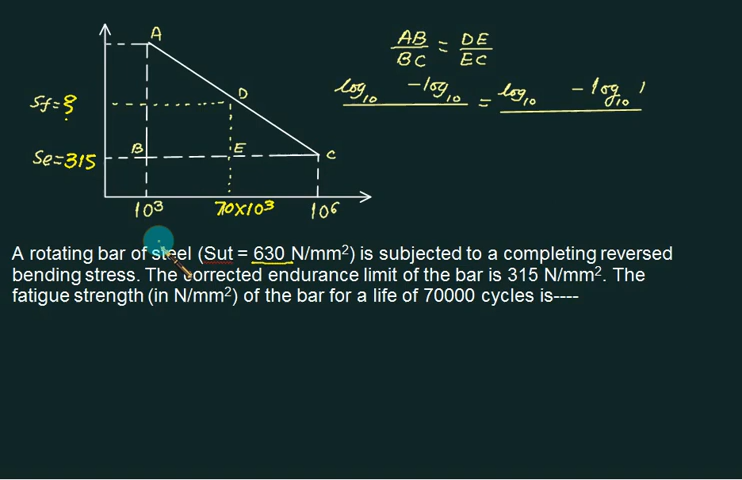 A
AB = DE
BC EC
log10 -log10 = log10 - log10
D
Sf=?
B
E
C
Se=315
10³
70x10³
10⁶
A rotating bar of steel (Sut = 630 N/mm²) is subjected to a completing reversed
bending stress. The corrected endurance limit of the bar is 315 N/mm². The
fatigue strength (in N/mm²) of the bar for a life of 70000 cycles is----